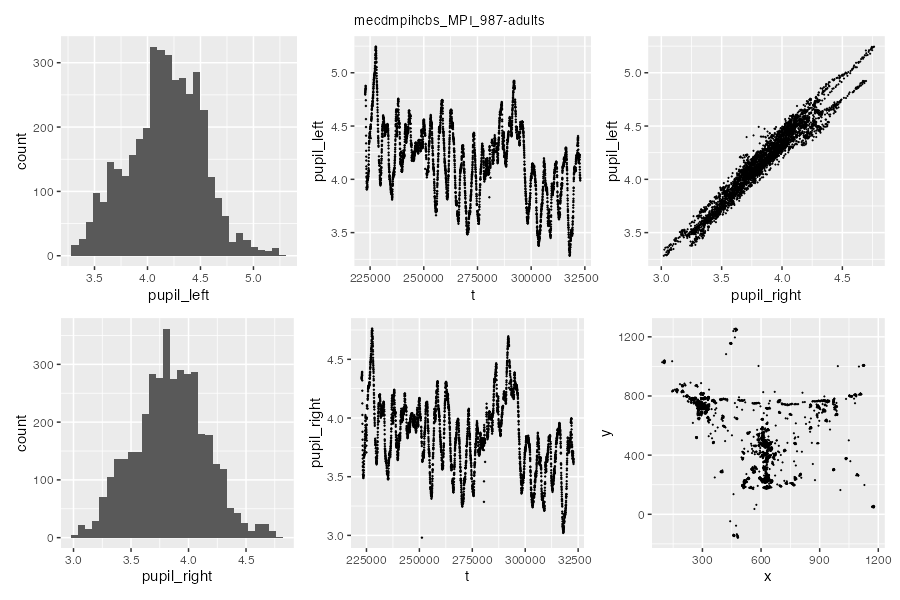 mecdmpihcbs_MPI_987-adults
300
200
100
0
count
3.5 4.0 4.5 5.0
pupil_left
5.0
4.5
4.0
3.5
pupil_left
225000 250000 275000 300000 32500
t
5.0
4.5
4.0
3.5
pupil_left
3.0 3.5 4.0 4.5
pupil_right
300
200
100
0
count
3.0 3.5 4.0 4.5
pupil_right
4.5
4.0
3.5
3.0
pupil_right
225000 250000 275000 300000 32500
t
1200
800
400
0
y
300 600 900 1200
x